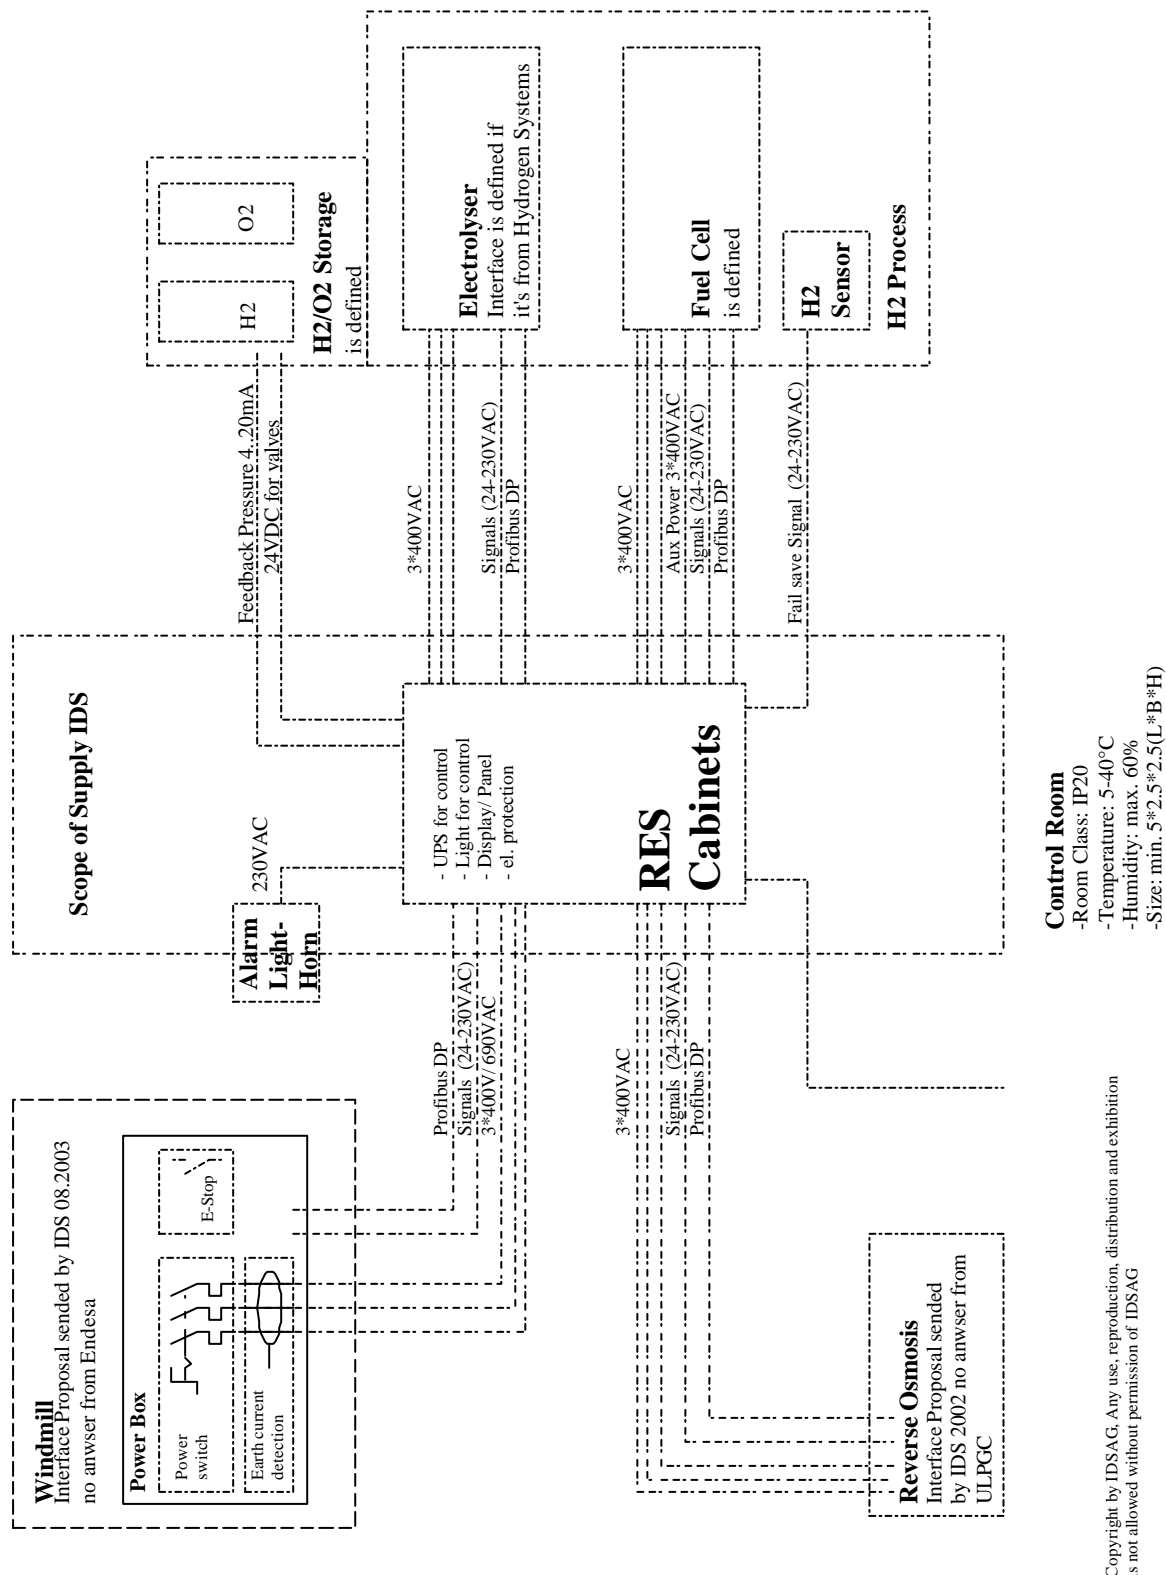 Windmill
Interface Proposal sended by IDS 08.2003
no anwser from Endesa
Power Box
Power
switch
E-Stop
Earth current
detection
Profibus DP
Signals (24-230VAC)
3*400V/690VAC
Reverse Osmosis
Interface Proposal sended
by IDS 2002 no anwser from
ULPGC
3*400VAC
Signals (24-230VAC)
Profibus DP
Scope of Supply IDS
Alarm
Light-
Horn
230VAC
- UPS for control
- Light for control
- Display/ Panel
- el. protection
RES
Cabinets
Feedback Pressure 4..20mA
24VDC for valves
3*400VAC
Signals (24-230VAC)
Profibus DP
3*400VAC
Aux Power 3*400VAC
Signals (24-230VAC)
Profibus DP
Fail save Signal (24-230VAC)
H2
O2
H2/O2 Storage
is defined
Electrolyser
Interface is defined if
it's from Hydrogen Systems
Fuel Cell
is defined
H2
Sensor
H2 Process
Control Room
-Room Class: IP20
-Temperature: 5-40°C
-Humidity: max. 60%
-Size: min. 5*2.5*2.5(L*B*H)
Copyright by IDSAG, Any use, reproduction, distribution and exhibition
is not allowed without permission of IDSAG